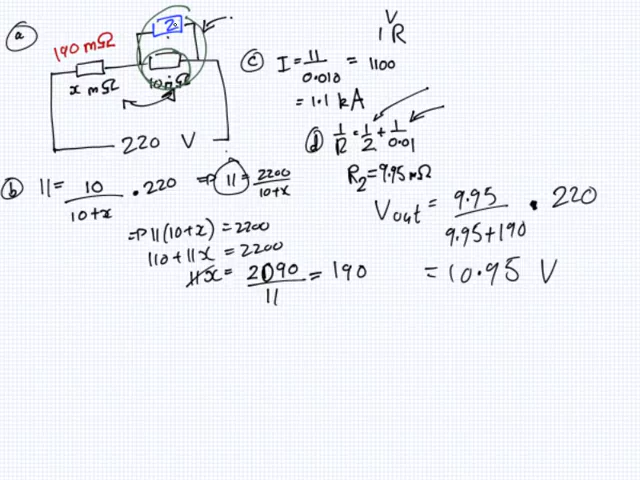 (a)
190 mΩ
2
x mΩ
10 mΩ
220 V
(b) 11 = 10/(10+x) . 220 ⇒ 11 = 2200/(10+x)
⇒ 11(10+x) = 2200
110 + 11x = 2200
11x = 2090/11 = 190
V
I R
(c) I = 11/0.010 = 1100
= 1.1 kA
(d) 1/R = 1/2 + 1/0.01
R₂ = 9.95 mΩ
Vout = 9.95/(9.95+190) . 220
= 10.95 V